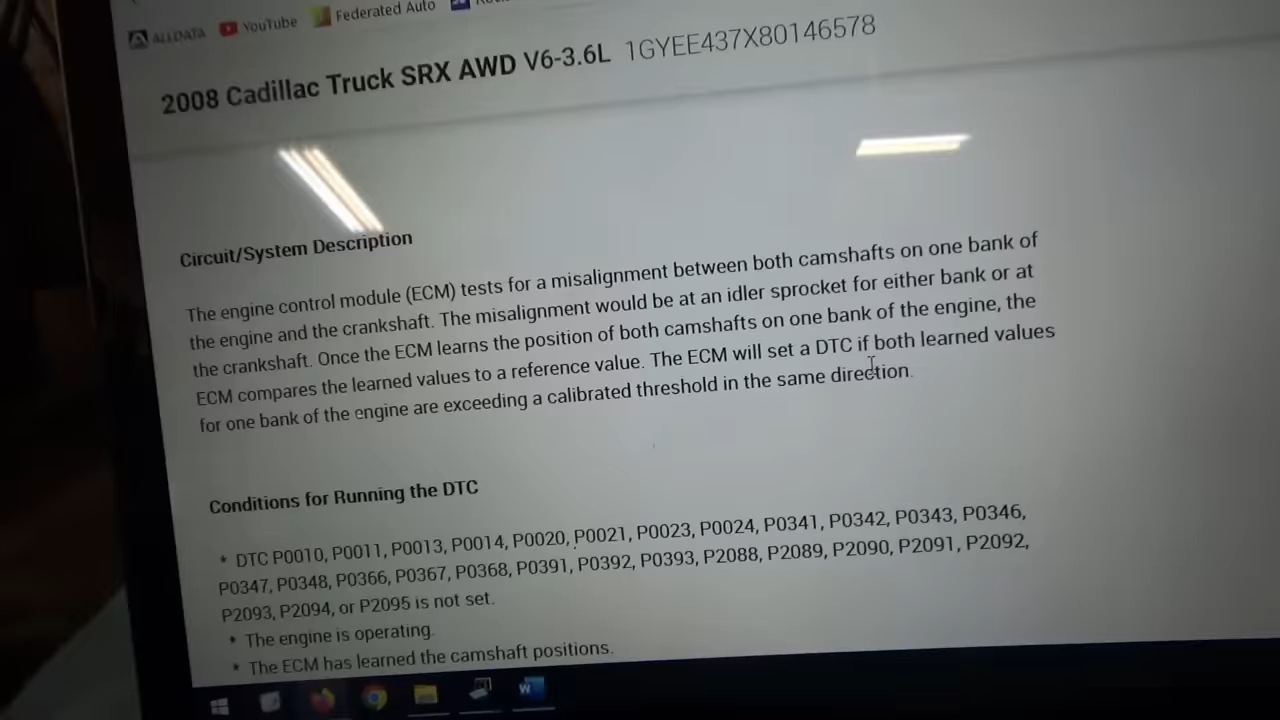 ALLDATA YouTube Federated Auto
2008 Cadillac Truck SRX AWD V6-3.6L 1GYEE437X80146578
Circuit/System Description
The engine control module (ECM) tests for a misalignment between both camshafts on one bank of
the engine and the crankshaft. The misalignment would be at an idler sprocket for either bank or at
the crankshaft. Once the ECM learns the position of both camshafts on one bank of the engine, the
ECM compares the learned values to a reference value. The ECM will set a DTC if both learned values
for one bank of the engine are exceeding a calibrated threshold in the same direction.
Conditions for Running the DTC
* DTC P0010, P0011, P0013, P0014, P0020, P0021, P0023, P0024, P0341, P0342, P0343, P0346,
P0347, P0348, P0366, P0367, P0368, P0391, P0392, P0393, P2088, P2089, P2090, P2091, P2092,
P2093, P2094, or P2095 is not set.
* The engine is operating.
* The ECM has learned the camshaft positions.